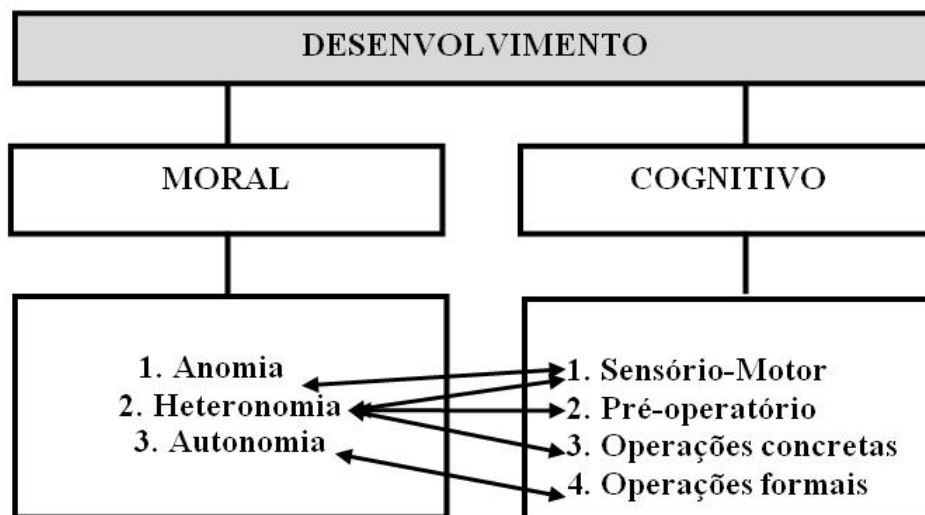 DESENVOLVIMENTO
MORAL
COGNITIVO
1. Anomia
2. Heteronomia
3. Autonomia
1. Sensório-Motor
2. Pré-operatório
3. Operações concretas
4. Operações formais